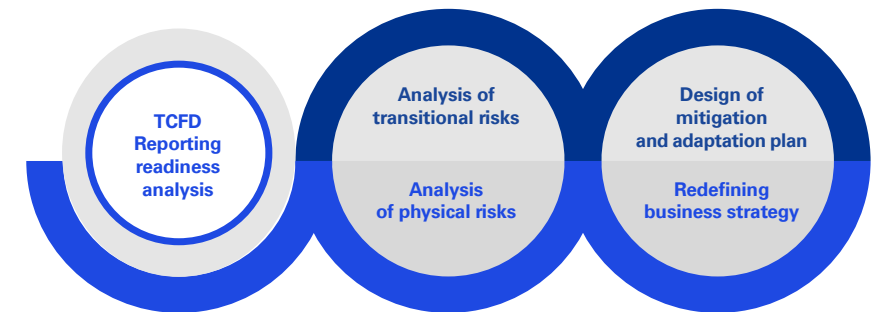 TCFD
Reporting
readiness
analysis
Analysis of
transitional risks
Analysis
of physical risks
Design of
mitigation
and adaptation plan
Redefining
business strategy